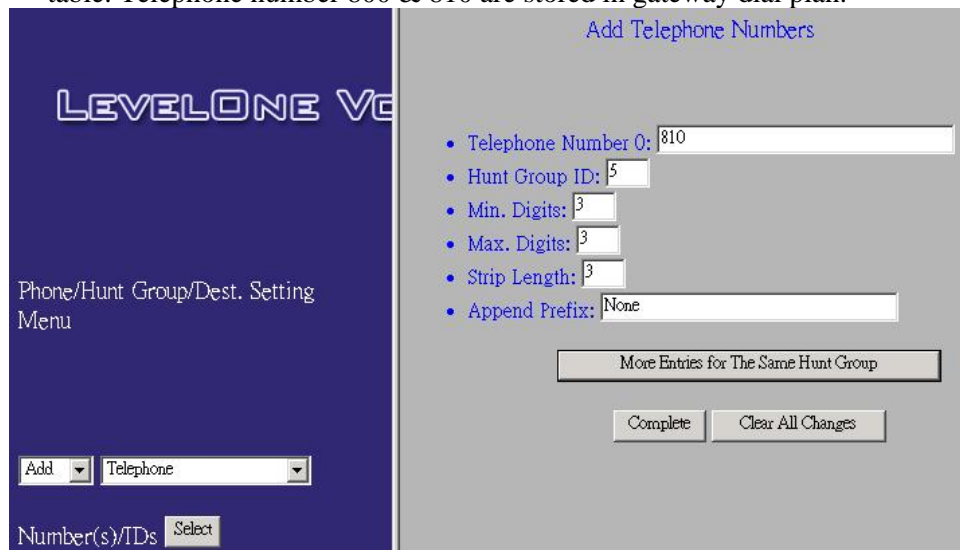 table. Telephone number 800 & 810 are stored in gateway dial plan.
LEVELONE VO
Phone/Hunt Group/Dest. Setting
Menu
Add Telephone
Number(s)/IDs Select
Add Telephone Numbers
• Telephone Number 0: 810
• Hunt Group ID: 5
• Min. Digits: 3
• Max. Digits: 3
• Strip Length: 3
• Append Prefix: None
More Entries for The Same Hunt Group
Complete Clear All Changes